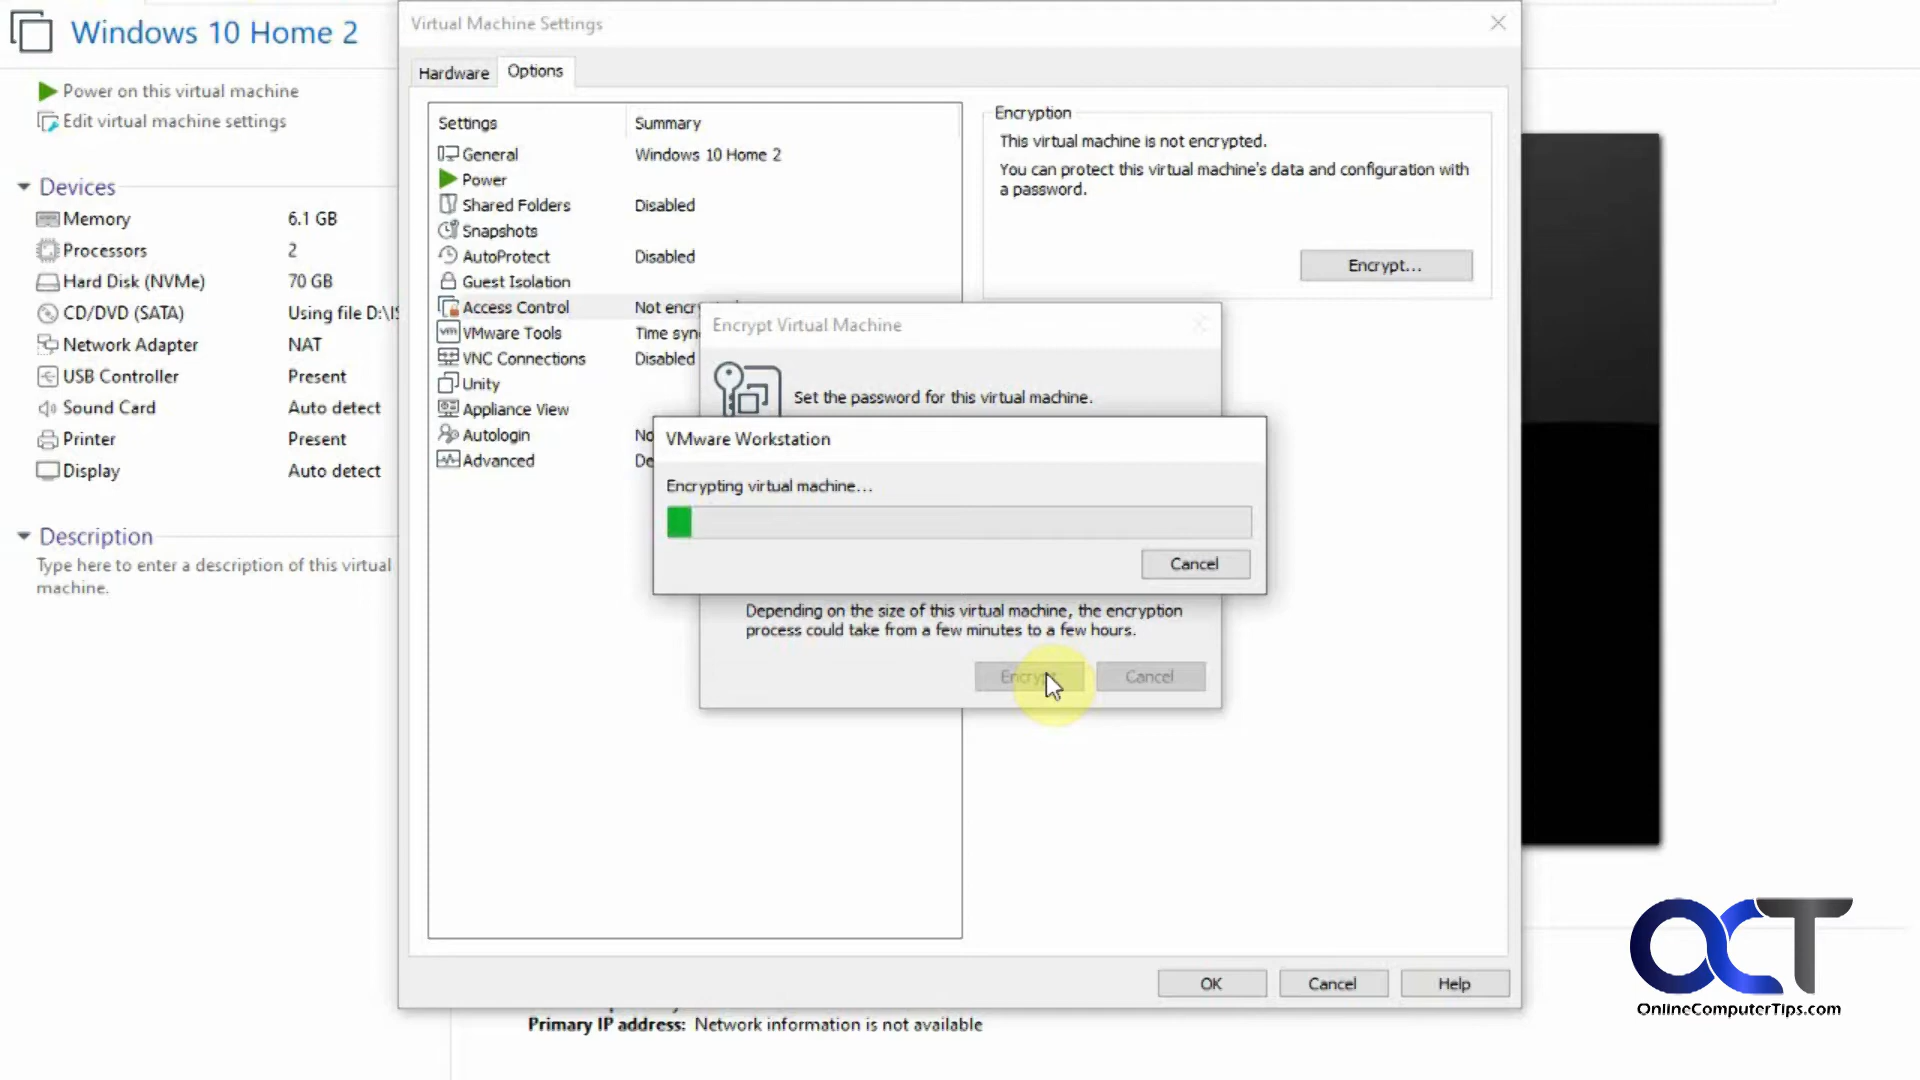 Windows 10 Home 2
Power on this virtual machine
Edit virtual machine settings
Devices
Memory 6.1 GB
Processors 2
Hard Disk (NVMe) 70 GB
CD/DVD (SATA) Using file D:\IS
Network Adapter NAT
USB Controller Present
Sound Card Auto detect
Printer Present
Display Auto detect
Description
Type here to enter a description of this virtual
machine.
Virtual Machine Settings
Hardware Options
Settings Summary
General Windows 10 Home 2
Power
Shared Folders Disabled
Snapshots
AutoProtect Disabled
Guest Isolation
Access Control Not encry
VMware Tools Time syn
VNC Connections Disabled
Unity
Appliance View
Autologin No
Advanced De
Encryption
This virtual machine is not encrypted.
You can protect this virtual machine's data and configuration with
a password.
Encrypt...
Encrypt Virtual Machine
Set the password for this virtual machine.
VMware Workstation
Encrypting virtual machine...
Cancel
Depending on the size of this virtual machine, the encryption
process could take from a few minutes to a few hours.
Encrypt Cancel
OK Cancel Help
Primary IP address: Network information is not available
OCT
OnlineComputerTips.com